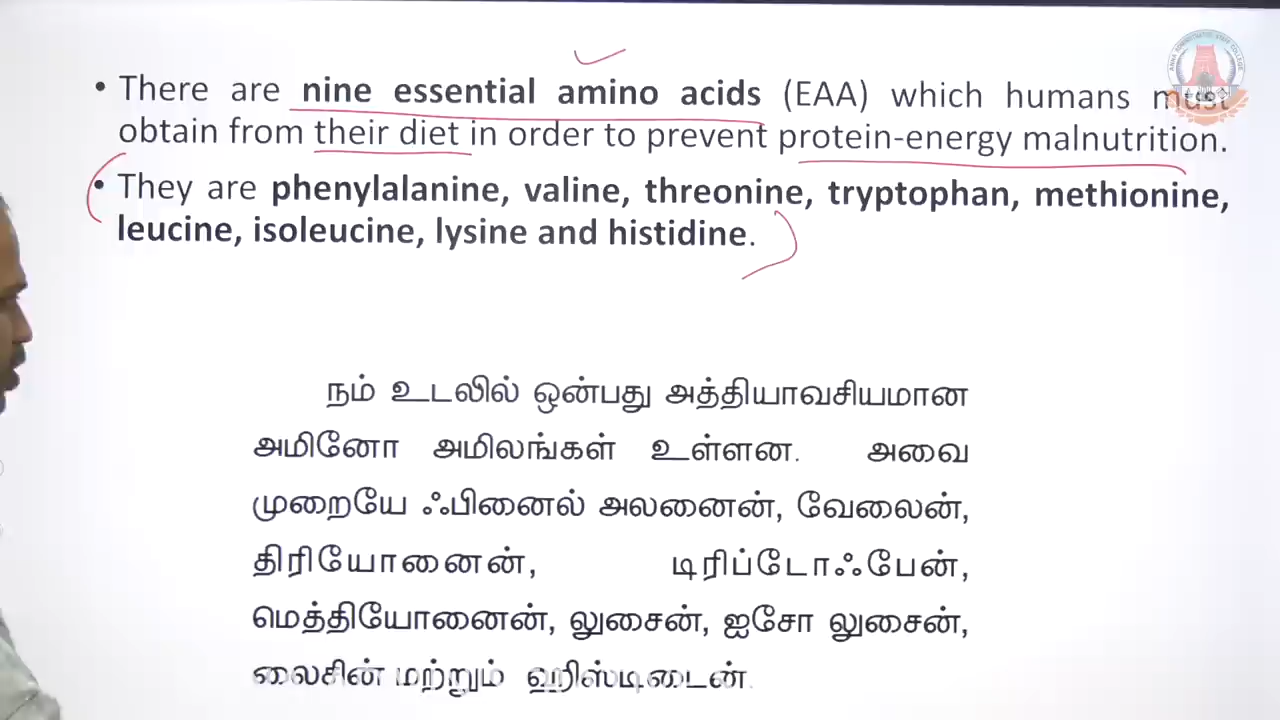 • There are nine essential amino acids (EAA) which humans must
obtain from their diet in order to prevent protein-energy malnutrition.
• They are phenylalanine, valine, threonine, tryptophan, methionine,
leucine, isoleucine, lysine and histidine.
நம் உடலில் ஒன்பது அத்தியாவசியமான
அமினோ அமிலங்கள் உள்ளன. அவை
முறையே ஃபினைல் அலனைன், வேலைன்,
திரியோனைன், டிரிப்டோஃபேன்,
மெத்தியோனைன், லுசைன், ஐசோ லுசைன்,
லைசின் மற்றும் ஹிஸ்டிடைன்.